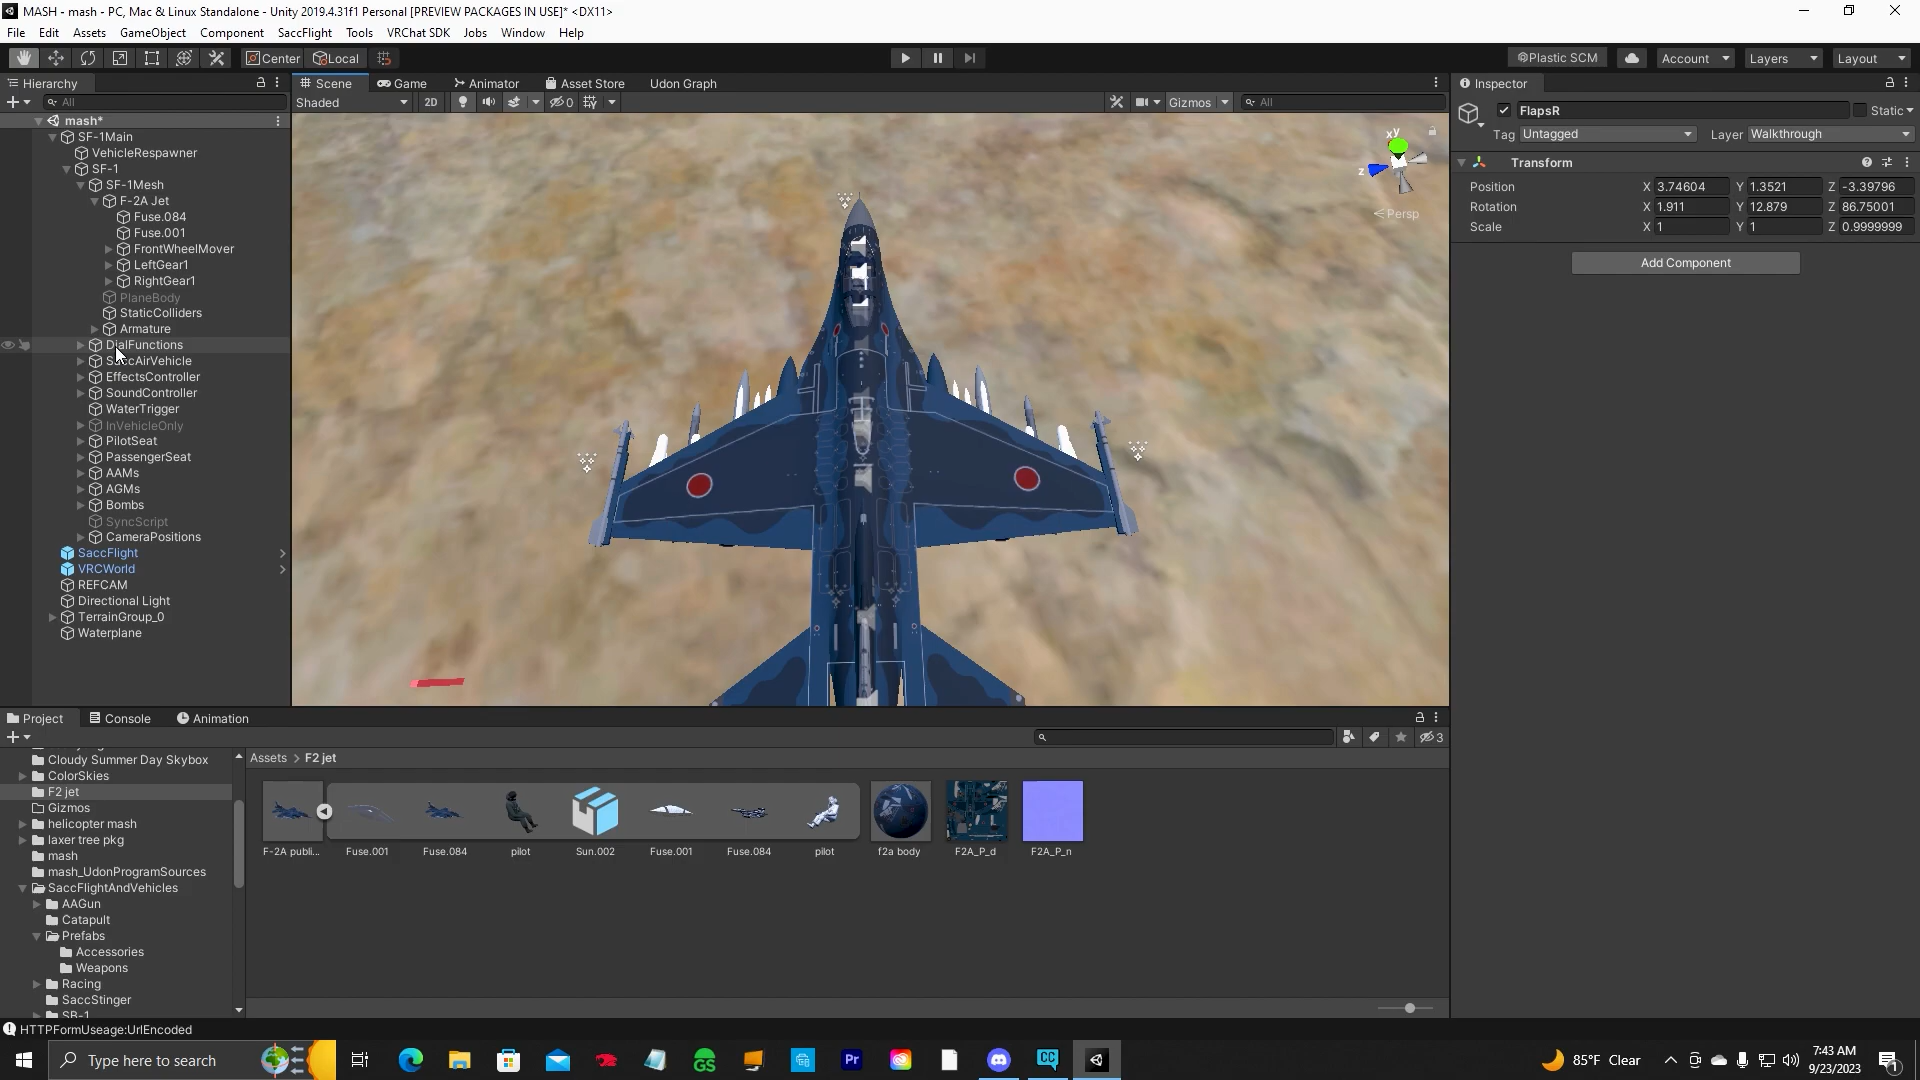 MASH - mash - PC, Mac & Linux Standalone - Unity 2019.4.31f1 Personal [PREVIEW PACKAGES IN USE]* <DX11>
File Edit Assets GameObject Component SaccFlight Tools VRChat SDK Jobs Window Help
Center Local Plastic SCM Account Layers Layout
Hierarchy Scene Game Animator Asset Store Udon Graph Inspector
All Shaded 2D 0 Gizmos All
FlapsR Static
Tag Untagged Layer Walkthrough
Transform
Position X 3.74604 Y 1.3521 Z -3.39796
Rotation X 1.911 Y 12.879 Z 86.75001
Scale X 1 Y 1 Z 0.9999999
Add Component
mash*
SF-1Main
VehicleRespawner
SF-1
SF-1Mesh
F-2A Jet
Fuse.084
Fuse.001
FrontWheelMover
LeftGear1
RightGear1
PlaneBody
StaticColliders
Armature
DialFunctions
SaccAirVehicle
EffectsController
SoundController
WaterTrigger
InVehicleOnly
PilotSeat
PassengerSeat
AAMs
AGMs
Bombs
SyncScript
CameraPositions
SaccFlight
VRCWorld
REFCAM
Directional Light
TerrainGroup_0
Waterplane
x y
z
< Persp
Project Console Animation
3
Cloudy Summer Day Skybox
ColorSkies
F2 jet
Gizmos
helicopter mash
laxer tree pkg
mash
mash_UdonProgramSources
SaccFlightAndVehicles
AAGun
Catapult
Prefabs
Accessories
Weapons
Racing
SaccStinger
SB-1
Assets > F2 jet
F-2A publi... Fuse.001 Fuse.084 pilot Sun.002 Fuse.001 Fuse.084 pilot f2a body F2A_P_d F2A_P_n
HTTPFormUseage:UrlEncoded
Type here to search
GS
Pr
CC
85°F Clear
7:43 AM
9/23/2023
1